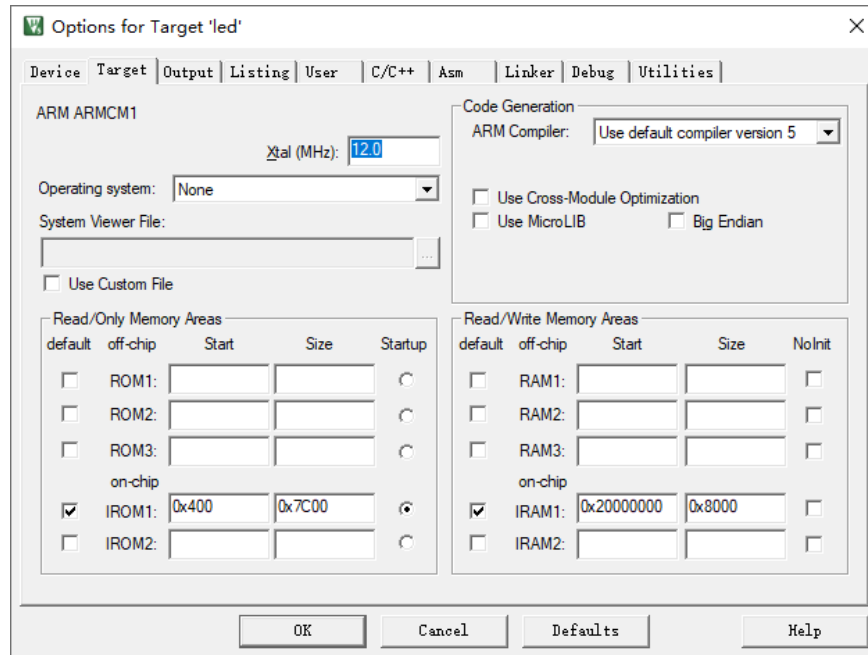 Options for Target 'led'
Device Target Output Listing User C/C++ Asm Linker Debug Utilities
ARM ARMCM1
Xtal (MHz): 12.0
Operating system: None
System Viewer File:
...
Use Custom File
Code Generation
ARM Compiler: Use default compiler version 5
Use Cross-Module Optimization
Use MicroLIB Big Endian
Read/Only Memory Areas
default off-chip Start Size Startup
ROM1:
ROM2:
ROM3:
on-chip
IROM1: 0x400 0x7C00
IROM2:
Read/Write Memory Areas
default off-chip Start Size NoInit
RAM1:
RAM2:
RAM3:
on-chip
IRAM1: 0x20000000 0x8000
IRAM2:
OK Cancel Defaults Help